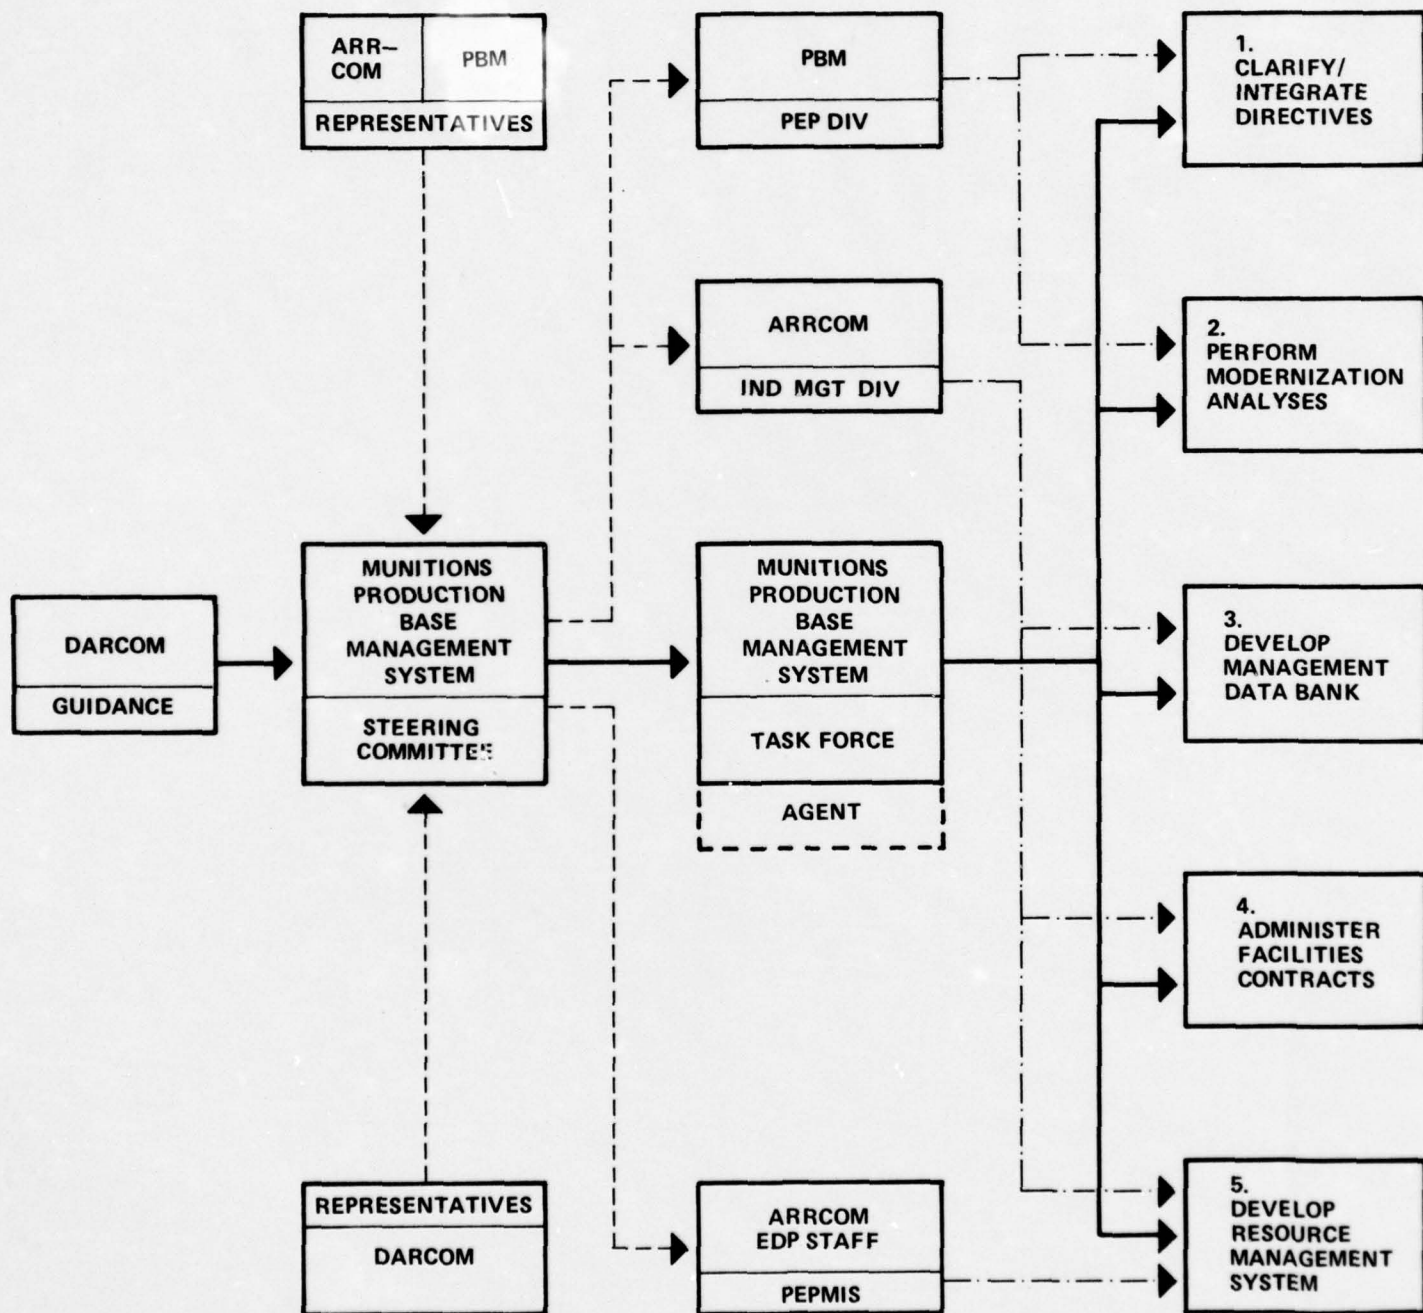 ARR-
COM
PBM
REPRESENTATIVES
PBM
PEP DIV
1.
CLARIFY/
INTEGRATE
DIRECTIVES
ARRCOM
IND MGT DIV
2.
PERFORM
MODERNIZATION
ANALYSES
DARCOM
GUIDANCE
MUNITIONS
PRODUCTION
BASE
MANAGEMENT
SYSTEM
STEERING
COMMITTEE
MUNITIONS
PRODUCTION
BASE
MANAGEMENT
SYSTEM
TASK FORCE
AGENT
3.
DEVELOP
MANAGEMENT
DATA BANK
4.
ADMINISTER
FACILITIES
CONTRACTS
REPRESENTATIVES
DARCOM
ARRCOM
EDP STAFF
PEPMIS
5.
DEVELOP
RESOURCE
MANAGEMENT
SYSTEM